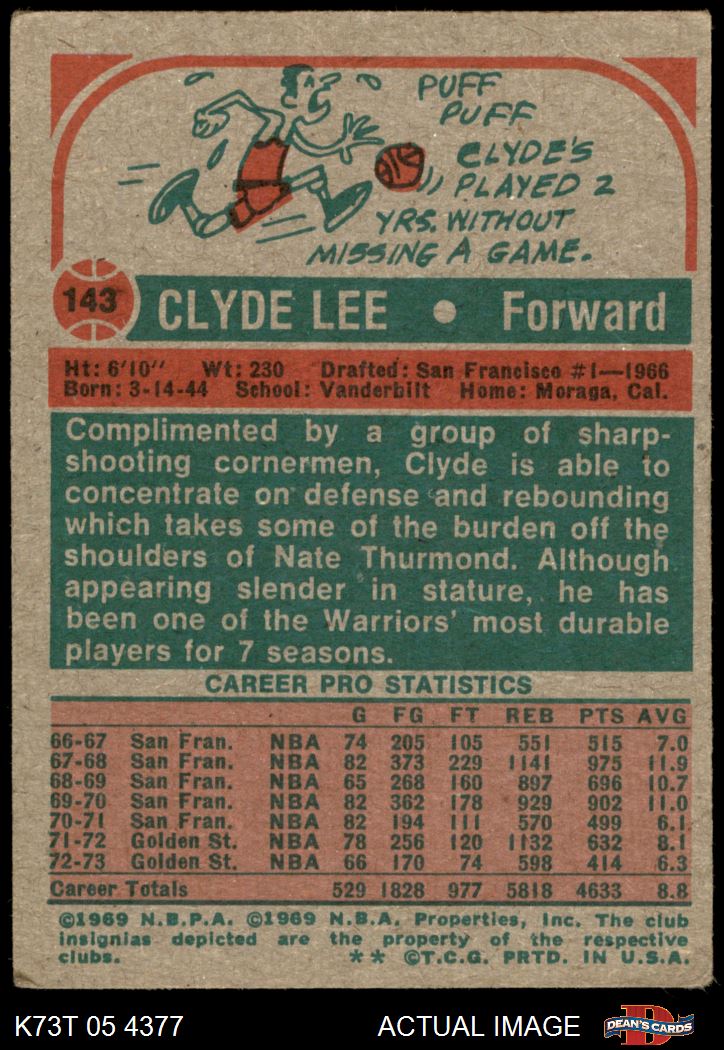 PUFF
PUFF
CLYDE'S
PLAYED 2
YRS. WITHOUT
MISSING A GAME.
143 CLYDE LEE • Forward
Ht: 6'10" Wt: 230 Drafted: San Francisco #1—1966
Born: 3-14-44 School: Vanderbilt Home: Moraga, Cal.
Complimented by a group of sharp-
shooting cornermen, Clyde is able to
concentrate on defense and rebounding
which takes some of the burden off the
shoulders of Nate Thurmond. Although
appearing slender in stature, he has
been one of the Warriors' most durable
players for 7 seasons.
CAREER PRO STATISTICS
G FG FT REB PTS AVG
66-67 San Fran. NBA 74 205 105 551 515 7.0
67-68 San Fran. NBA 82 373 229 1141 975 11.9
68-69 San Fran. NBA 65 268 160 897 696 10.7
69-70 San Fran. NBA 82 362 178 929 902 11.0
70-71 San Fran. NBA 82 194 111 570 499 6.1
71-72 Golden St. NBA 78 256 120 1132 632 8.1
72-73 Golden St. NBA 66 170 74 598 414 6.3
Career Totals 529 1828 977 5818 4633 8.8
©1969 N.B.P.A. ©1969 N.B.A. Properties, Inc. The club
insignias depicted are the property of the respective
clubs. ** ©T.C.G. PRTD. IN U.S.A.
K73T 05 4377 ACTUAL IMAGE DEAN'S CARDS